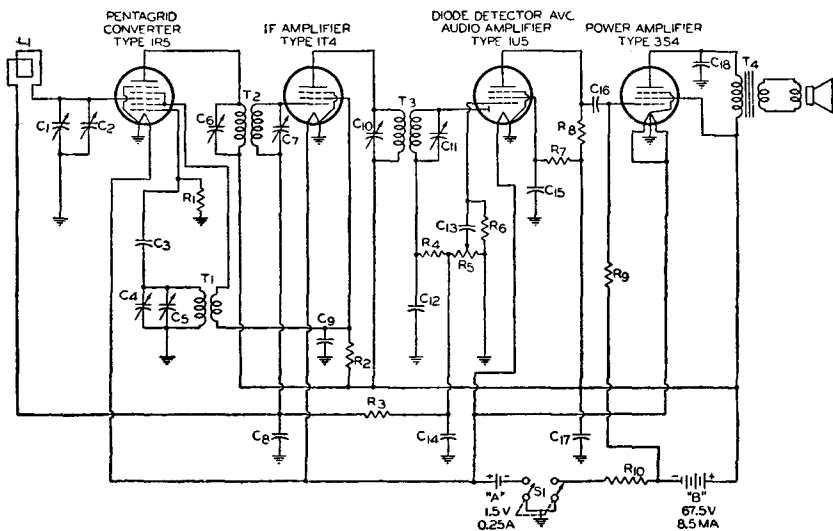 PENTAGRID
CONVERTER
TYPE 1R5
IF AMPLIFIER
TYPE 1T4
DIODE DETECTOR AVC
AUDIO AMPLIFIER
TYPE 1U5
POWER AMPLIFIER
TYPE 3S4
L
C1
C2
C6
T2
C7
C10
T3
C11
R8
C16
C18
T4
R7
C15
R1
C3
C13
R6
R4
R5
R9
C4
C5
T1
C9
R2
C12
R3
C8
C14
C17
+ -
"A"
1.5 V
0.25 A
S1
R10
- +
"B"
67.5V
8.5 MA